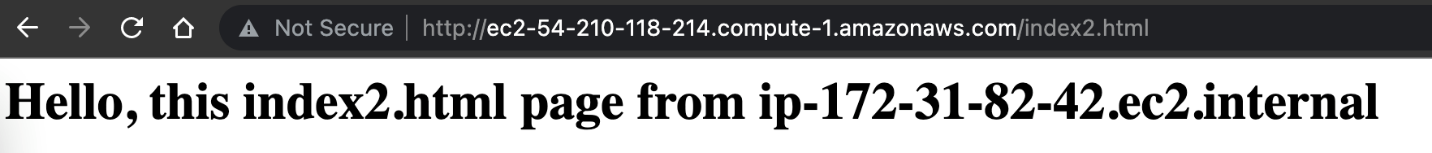 Not Secure http://ec2-54-210-118-214.compute-1.amazonaws.com/index2.html
Hello, this index2.html page from ip-172-31-82-42.ec2.internal